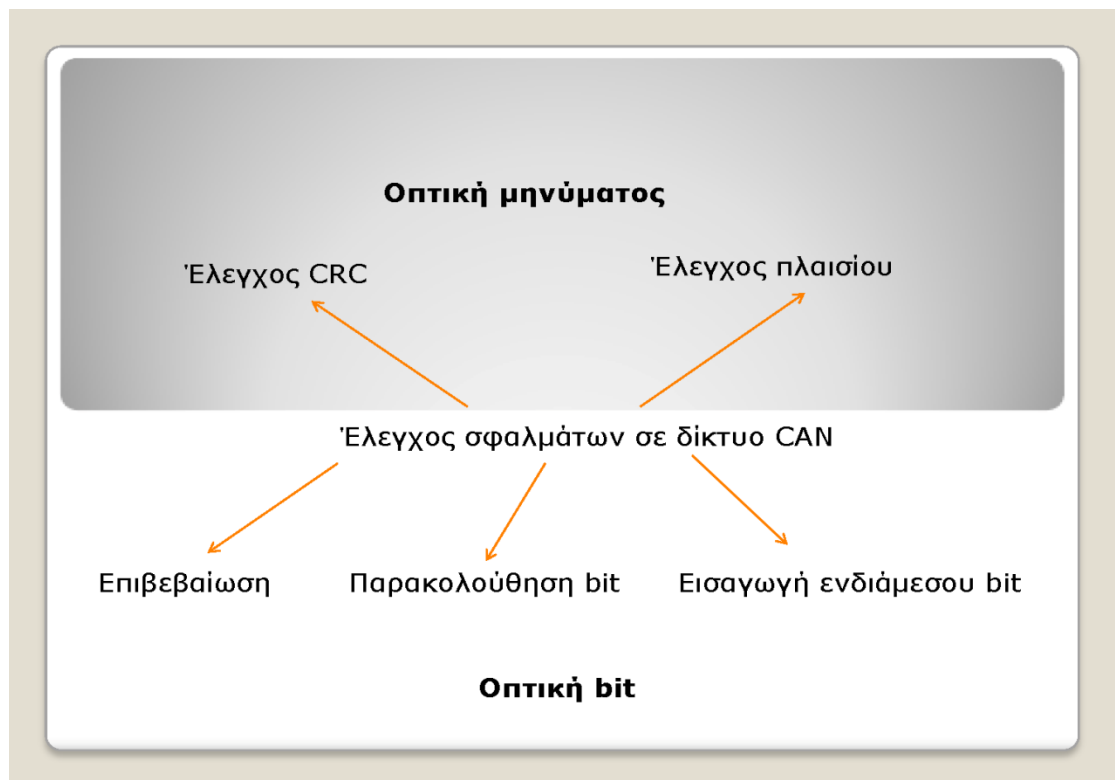 Οπτική μηνύματος
Έλεγχος CRC
Έλεγχος πλαισίου
Έλεγχος σφαλμάτων σε δίκτυο CAN
Επιβεβαίωση
Παρακολούθηση bit
Εισαγωγή ενδιάμεσου bit
Οπτική bit